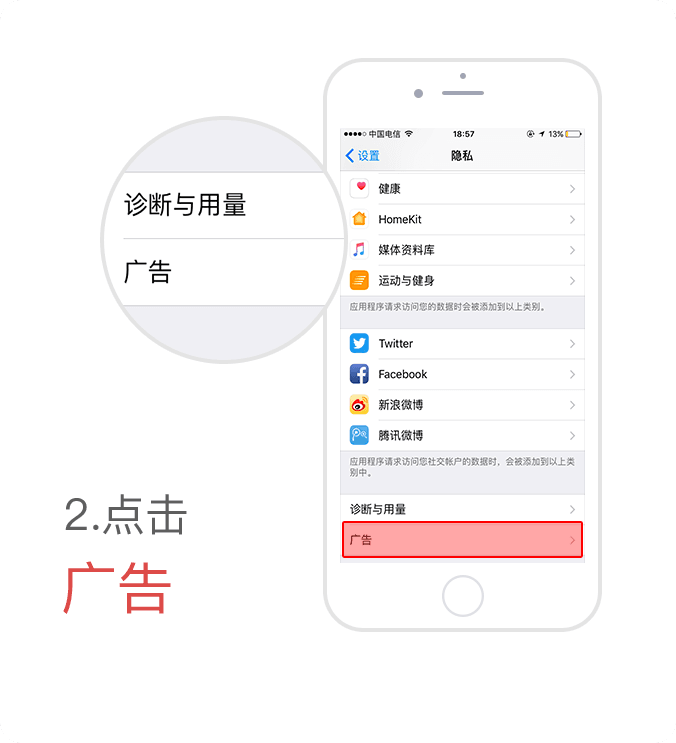 诊断与用量
广告
中国电信 18:57 13%
设置 隐私
健康
HomeKit
媒体资料库
运动与健身
应用程序请求访问您的数据时会被添加到以上类别。
Twitter
Facebook
新浪微博
腾讯微博
应用程序请求访问您社交帐户的数据时，会被添加到以上类
别中。
诊断与用量
广告
2.点击
广告